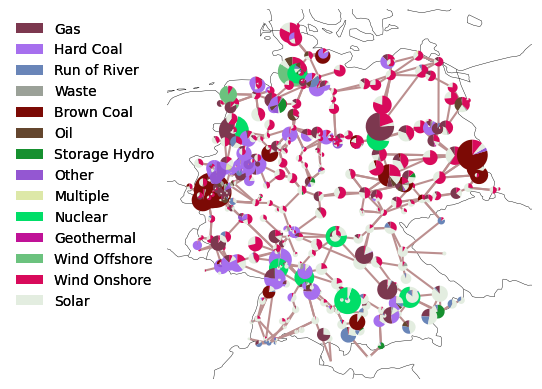 Gas
Hard Coal
Run of River
Waste
Brown Coal
Oil
Storage Hydro
Other
Multiple
Nuclear
Geothermal
Wind Offshore
Wind Onshore
Solar